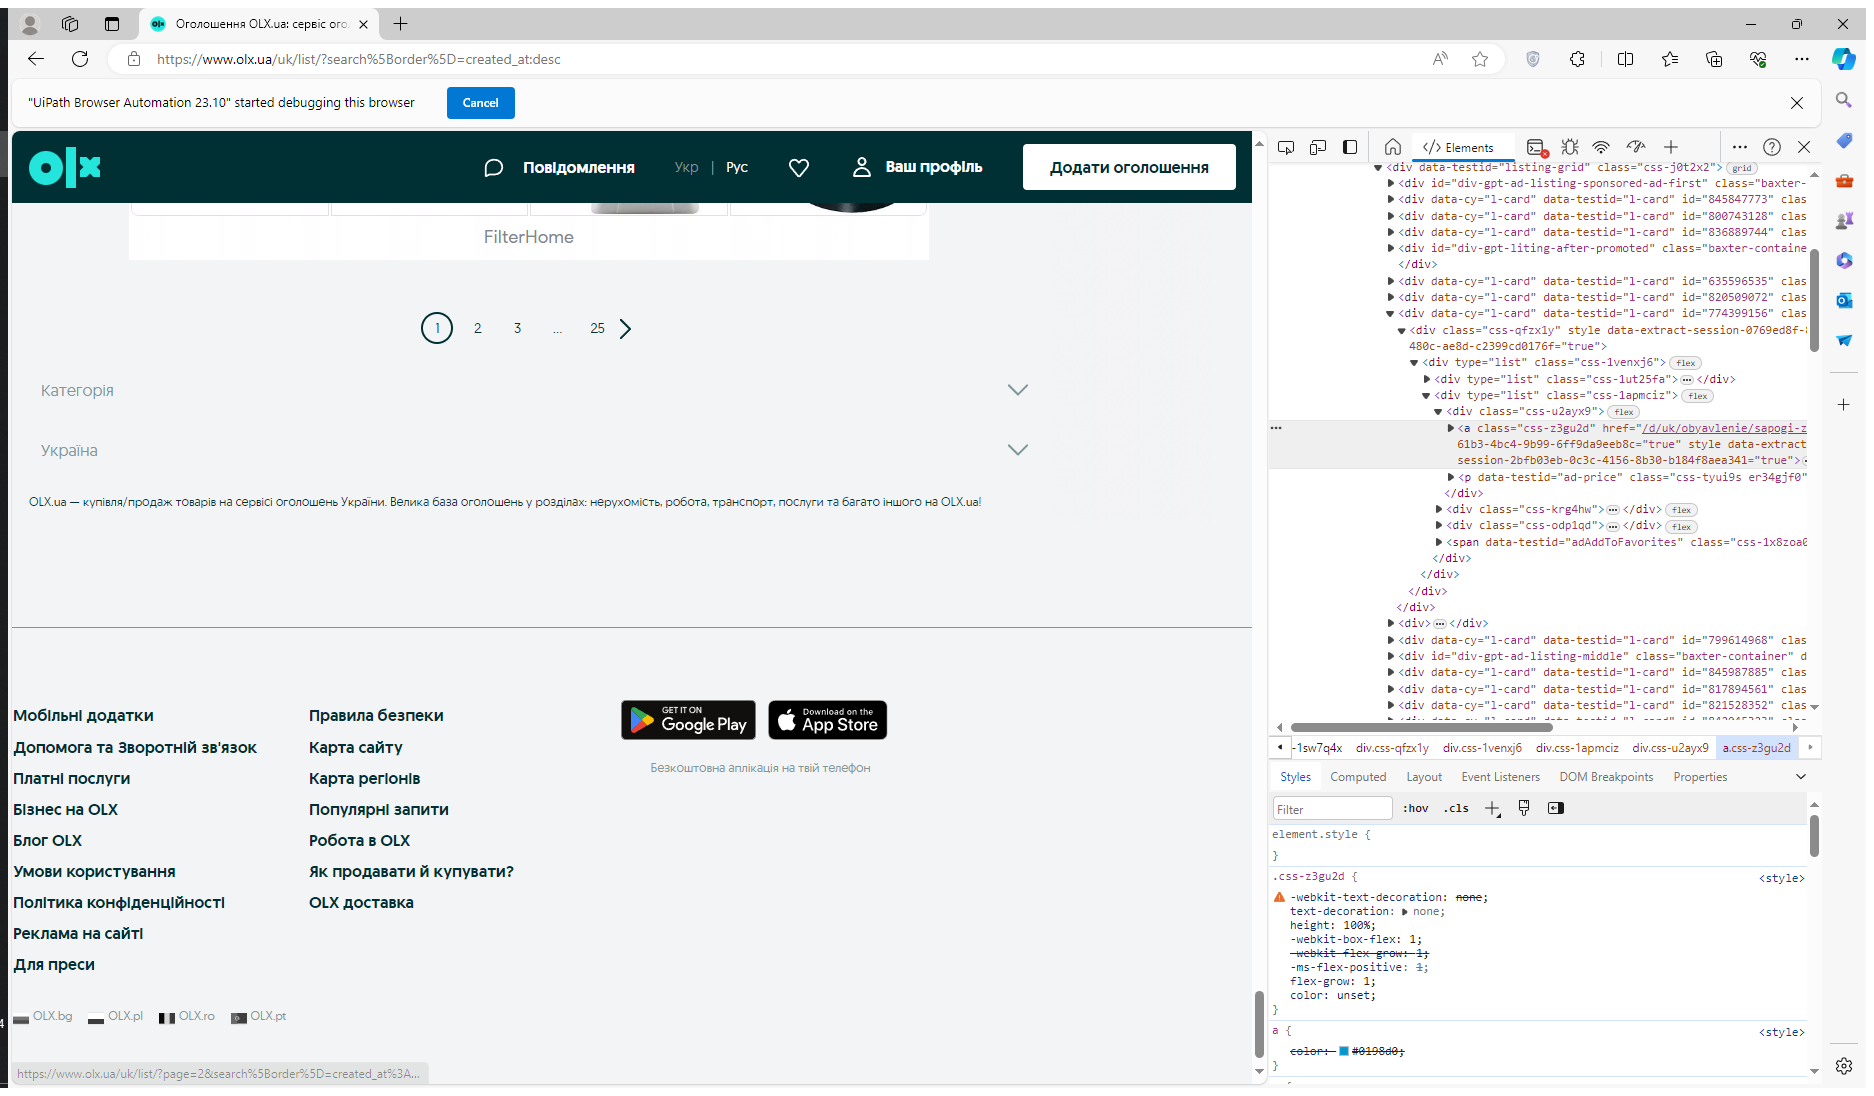 Оголошення OLX.ua: сервіс ого
https://www.olx.ua/uk/list/?search%5Border%5D=created_at:desc
"UiPath Browser Automation 23.10" started debugging this browser
Cancel
olx
Повідомлення
Укр | Рус
Ваш профіль
Додати оголошення
FilterHome
1 2 3 ... 25
Категорія
Україна
OLX.ua — купівля/продаж товарів на сервісі оголошень України. Велика база оголошень у розділах: нерухомість, робота, транспорт, послуги та багато іншого на OLX.ua!
Мобільні додатки
Допомога та Зворотній зв'язок
Платні послуги
Бізнес на OLX
Блог OLX
Умови користування
Політика конфіденційності
Реклама на сайті
Для преси
Правила безпеки
Карта сайту
Карта регіонів
Популярні запити
Робота в OLX
Як продавати й купувати?
OLX доставка
GET IT ON
Google Play
Download on the
App Store
Безкоштовна аплікація на твій телефон
OLX.bg OLX.pl OLX.ro OLX.pt
https://www.olx.ua/uk/list/?page=2&search%5Border%5D=created_at%3A...
Elements
<div data-testid="listing-grid" class="css-j0t2x2"> grid
<div id="div-gpt-ad-listing-sponsored-ad-first" class="baxter-
<div data-cy="l-card" data-testid="l-card" id="845847773" clas
<div data-cy="l-card" data-testid="l-card" id="800743128" clas
<div data-cy="l-card" data-testid="l-card" id="836889744" clas
<div id="div-gpt-liting-after-promoted" class="baxter-containe
</div>
<div data-cy="l-card" data-testid="l-card" id="635596535" clas
<div data-cy="l-card" data-testid="l-card" id="820509072" clas
<div data-cy="l-card" data-testid="l-card" id="774399156" clas
<div class="css-qfzx1y" style data-extract-session-0769ed8f-
480c-ae8d-c2399cd0176f="true">
<div type="list" class="css-1venxj6"> flex
<div type="list" class="css-1ut25fa"> ... </div>
<div type="list" class="css-1apmciz"> flex
<div class="css-u2ayx9"> flex
<a class="css-z3gu2d" href="/d/uk/obyavlenie/sapogi-z
61b3-4bc4-9b99-6ff9da9eeb8c="true" style data-extract
session-2bfb03eb-0c3c-4156-8b30-b184f8aea341="true">
<p data-testid="ad-price" class="css-tyui9s er34gjf0"
</div>
<div class="css-krg4hw"> ... </div> flex
<div class="css-odp1qd"> ... </div> flex
<span data-testid="adAddToFavorites" class="css-1x8zoa0
</div>
</div>
</div>
</div>
<div> ... </div>
<div data-cy="l-card" data-testid="l-card" id="799614968" clas
<div id="div-gpt-ad-listing-middle" class="baxter-container" d
<div data-cy="l-card" data-testid="l-card" id="845987885" clas
<div data-cy="l-card" data-testid="l-card" id="817894561" clas
<div data-cy="l-card" data-testid="l-card" id="821528352" clas
-1sw7q4x div.css-qfzx1y div.css-1venxj6 div.css-1apmciz div.css-u2ayx9 a.css-z3gu2d
Styles Computed Layout Event Listeners DOM Breakpoints Properties
Filter :hov .cls
element.style {
}
.css-z3gu2d { <style>
-webkit-text-decoration: none;
text-decoration: none;
height: 100%;
-webkit-box-flex: 1;
-webkit-flex-grow: 1;
-ms-flex-positive: 1;
flex-grow: 1;
color: unset;
}
a { <style>
color: #0198d0;
}